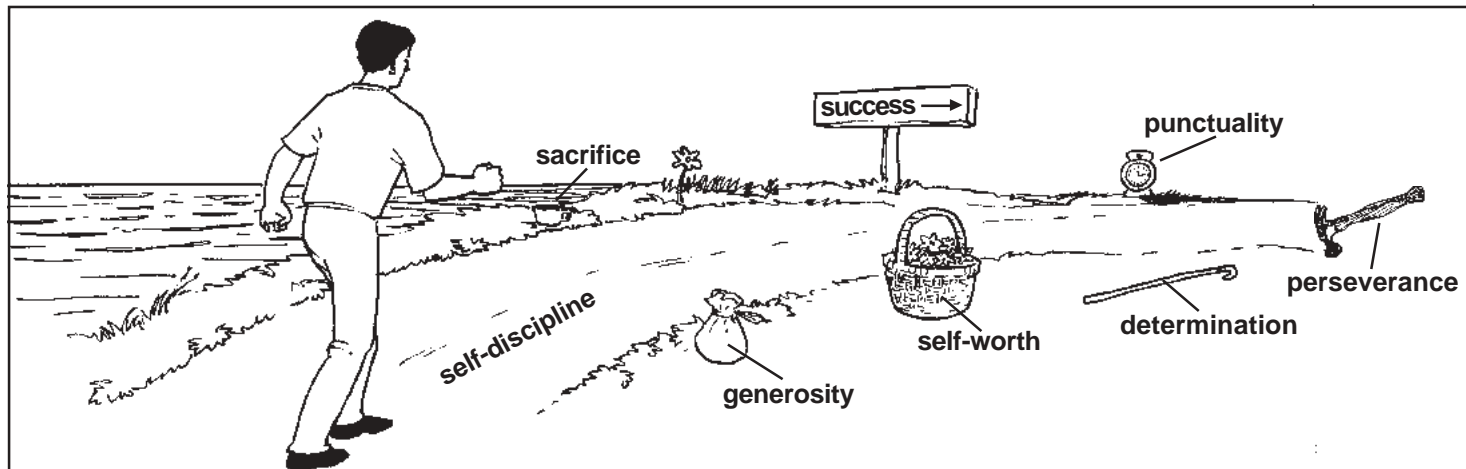 success
punctuality
sacrifice
perseverance
determination
self-worth
self-discipline
generosity